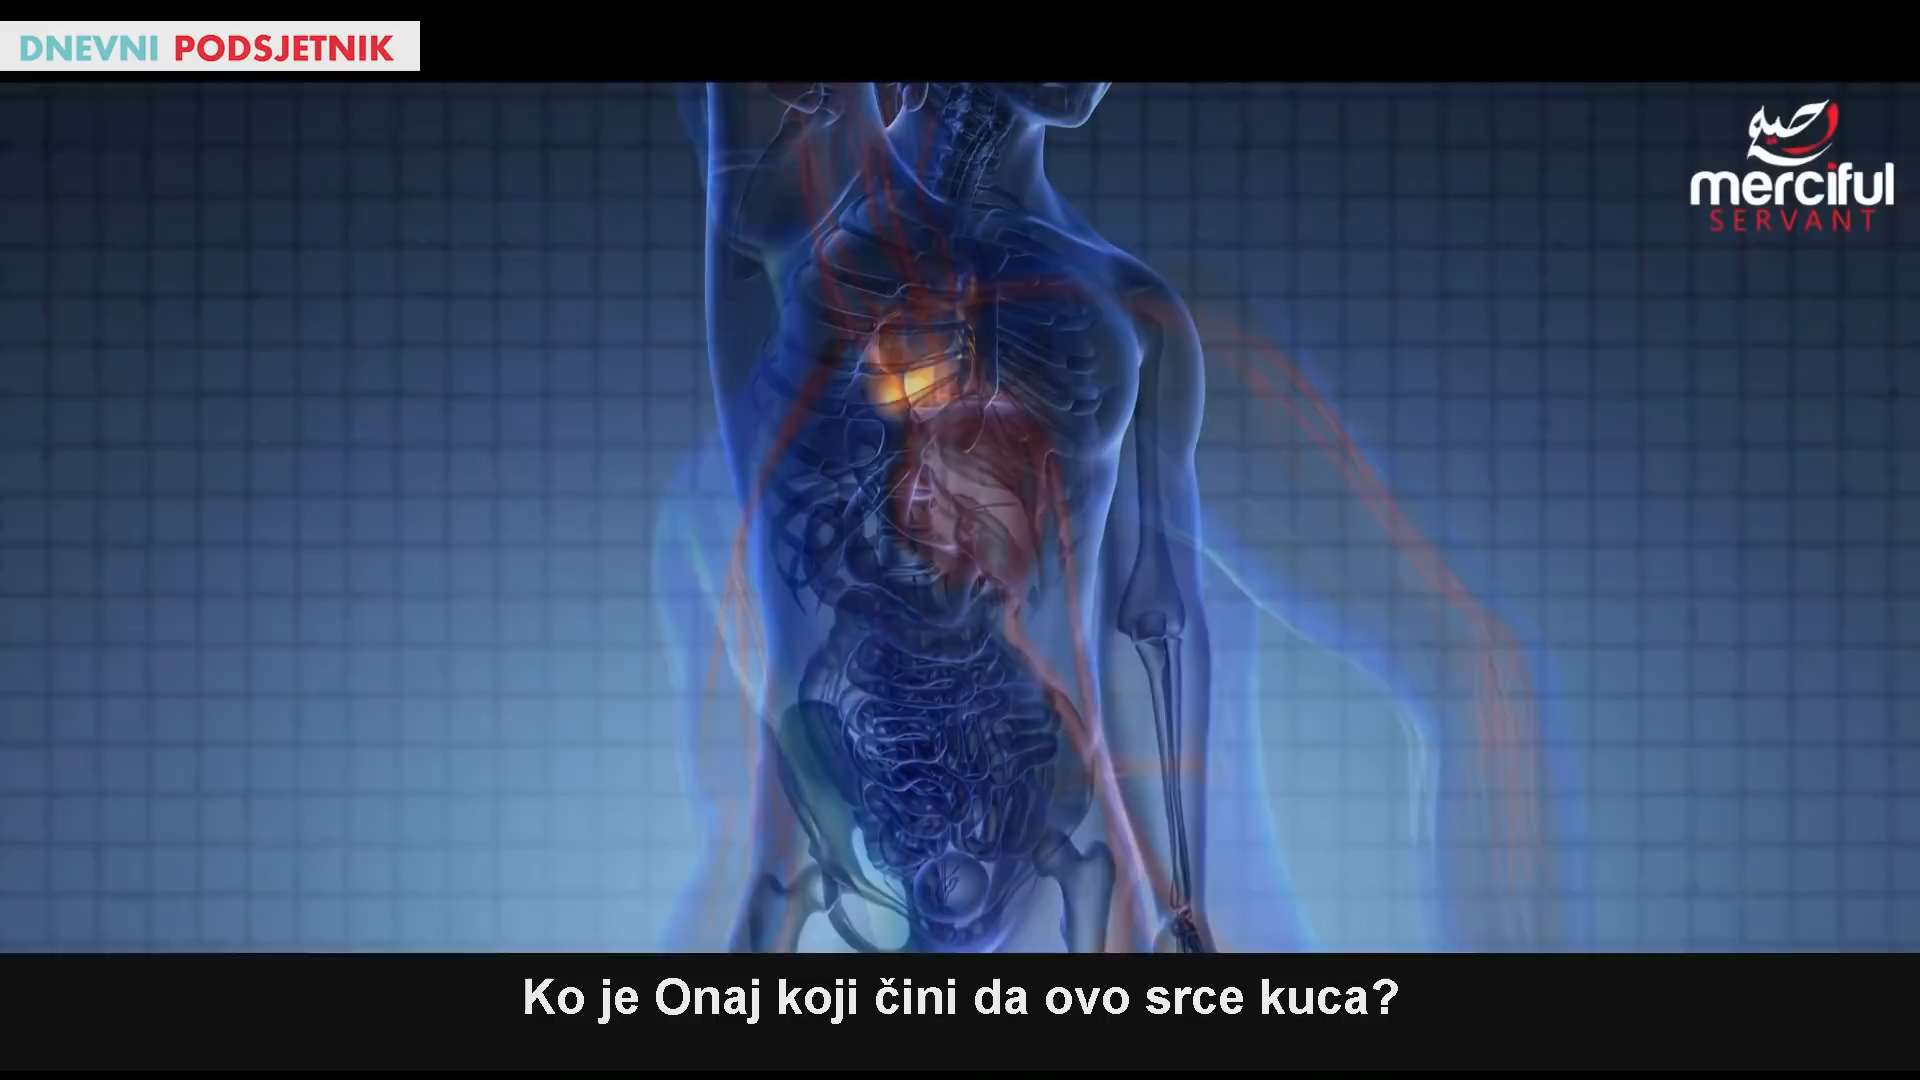 DNEVNI PODSJETNIK
merciful
SERVANT
Ko je Onaj koji čini da ovo srce kuca?